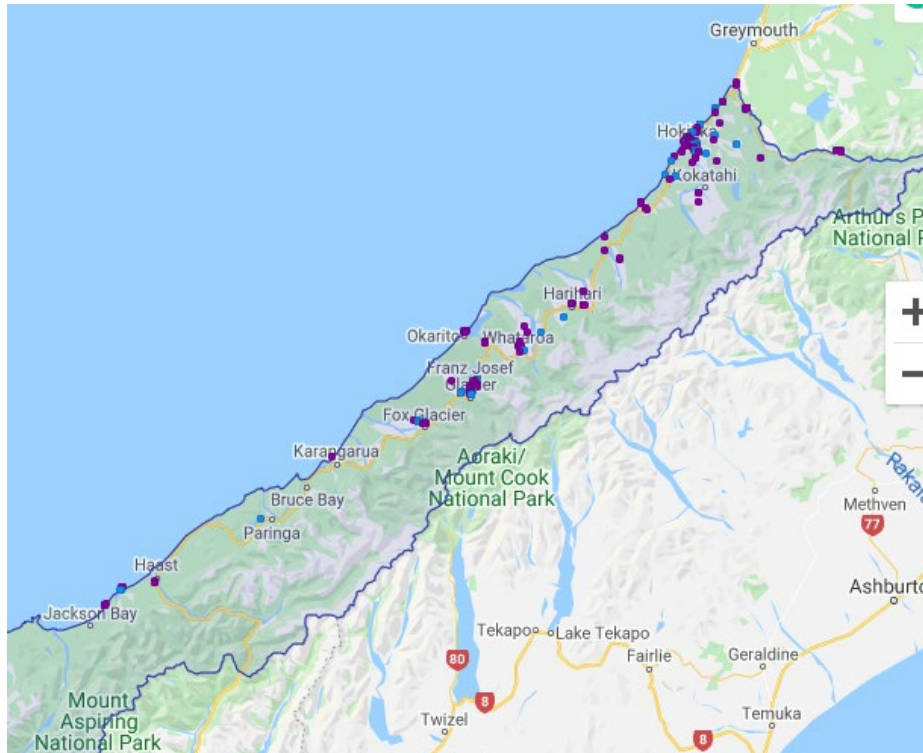 Greymouth
Hokitika
Kokatahi
Arthur's P
National P
Harihari
Okarito
Whataroa
Franz Josef
Glacier
Fox Glacier
Karangarua
Aoraki/
Mount Cook
National Park
Bruce Bay
Paringa
Raka
Methven
77
Haast
Jackson Bay
Ashburto
Tekapo
Lake Tekapo
80
Fairlie
Geraldine
8
Mount
Aspiring
National Park
Twizel
8
Temuka
+
−